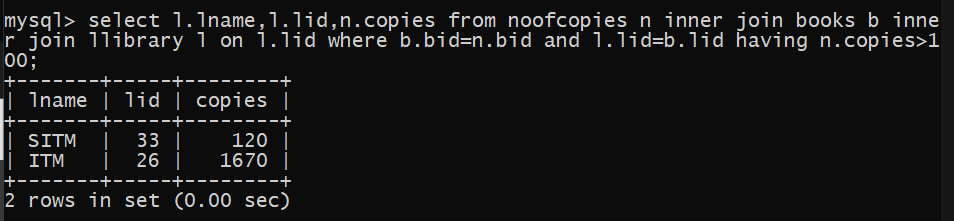 mysql> select l.lname,l.lid,n.copies from noofcopies n inner join books b inne
r join llibrary l on l.lid where b.bid=n.bid and l.lid=b.lid having n.copies>1
00;
+-------+-----+--------+
| lname | lid | copies |
+-------+-----+--------+
| SITM  |  33 |    120 |
| ITM   |  26 |   1670 |
+-------+-----+--------+
2 rows in set (0.00 sec)